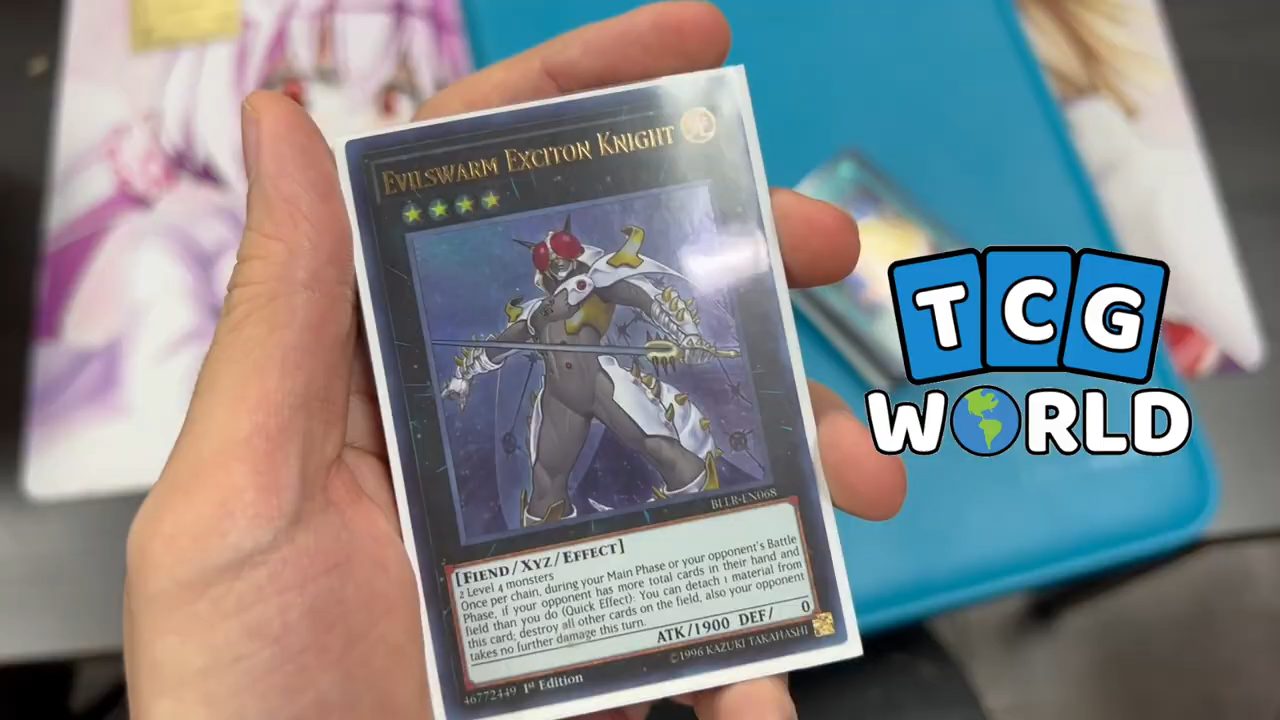 EVILSWARM EXCITON KNIGHT
光
BLLR-EN068
[FIEND/XYZ/EFFECT]
2 Level 4 monsters
Once per chain, during your Main Phase or your opponent's Battle
Phase, if your opponent has more total cards in their hand and
field than you do (Quick Effect): You can detach 1 material from
this card; destroy all other cards on the field, also your opponent
takes no further damage this turn.
ATK/1900 DEF/ 0
46772449 1st Edition
©1996 KAZUKI TAKAHASHI
TCG
WORLD